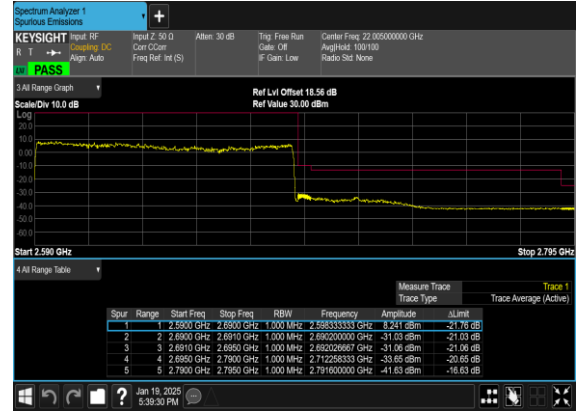 Spectrum Analyzer 1
Spurious Emissions
KEYSIGHT Input: RF Input Z: 50 Ω Atten: 30 dB Trig: Free Run Center Freq: 22.005000000 GHz
R T Coupling: DC Corr CCorr Gate: Off Avg|Hold: 100/100
Align: Auto Freq Ref: Int (S) IF Gain: Low Radio Std: None
LW PASS
3 All Range Graph
Ref Lvl Offset 18.56 dB
Scale/Div 10.0 dB Ref Value 30.00 dBm
Log
20.0
10.0
0.00
-10.0
-20.0
-30.0
-40.0
-50.0
-60.0
Start 2.590 GHz Stop 2.795 GHz
4 All Range Table
Measure Trace Trace 1
Trace Type Trace Average (Active)
Spur Range Start Freq Stop Freq RBW Frequency Amplitude ΔLimit
1 1 2.5900 GHz 2.6900 GHz 1.000 MHz 2.598333333 GHz 8.241 dBm -21.76 dB
2 2 2.6900 GHz 2.6910 GHz 1.000 MHz 2.690200000 GHz -31.03 dBm -21.03 dB
3 3 2.6910 GHz 2.6950 GHz 1.000 MHz 2.692026667 GHz -31.06 dBm -21.06 dB
4 4 2.6950 GHz 2.7900 GHz 1.000 MHz 2.712258333 GHz -33.65 dBm -20.65 dB
5 5 2.7900 GHz 2.7950 GHz 1.000 MHz 2.791600000 GHz -41.63 dBm -16.63 dB
Jan 19, 2025
5:39:30 PM